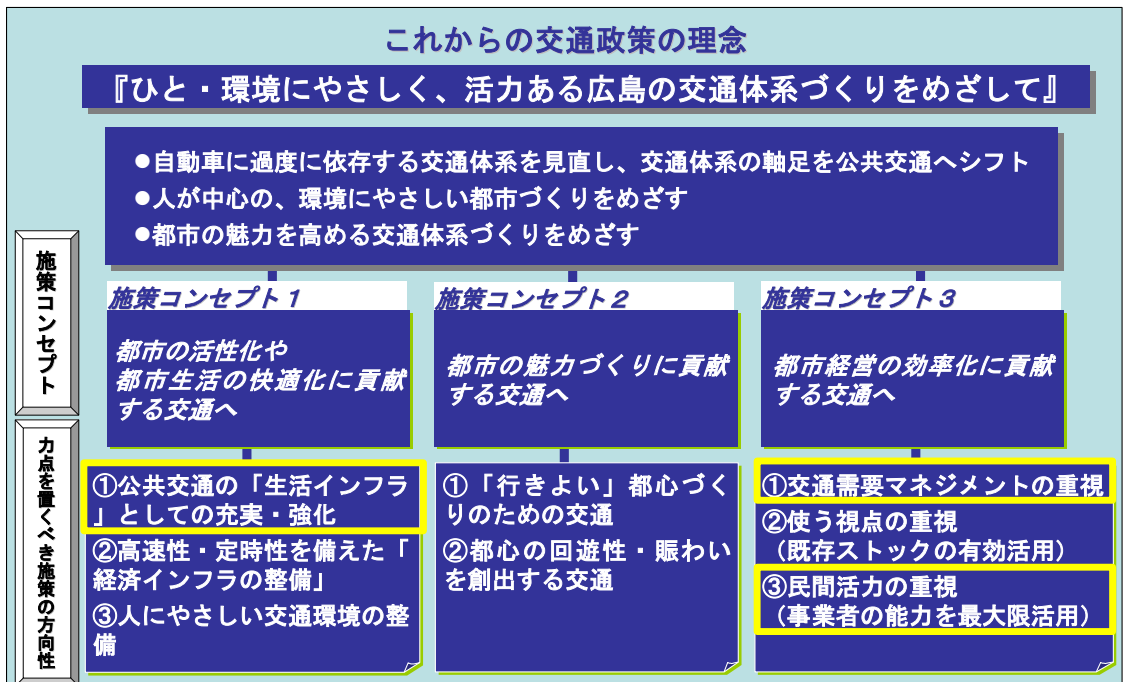 これからの交通政策の理念
『ひと・環境にやさしく、活力ある広島の交通体系づくりをめざして』
●自動車に過度に依存する交通体系を見直し、交通体系の軸足を公共交通へシフト
●人が中心の、環境にやさしい都市づくりをめざす
●都市の魅力を高める交通体系づくりをめざす
施策コンセプト
施策コンセプト1
都市の活性化や
都市生活の快適化に貢献
する交通へ
施策コンセプト2
都市の魅力づくりに貢献
する交通へ
施策コンセプト3
都市経営の効率化に貢献
する交通へ
力点を置くべき施策の方向性
①公共交通の「生活インフラ
」としての充実・強化
②高速性・定時性を備えた「
経済インフラの整備」
③人にやさしい交通環境の整
備
①「行きよい」都心づく
りのための交通
②都心の回遊性・賑わい
を創出する交通
①交通需要マネジメントの重視
②使う視点の重視
（既存ストックの有効活用）
③民間活力の重視
（事業者の能力を最大限活用）